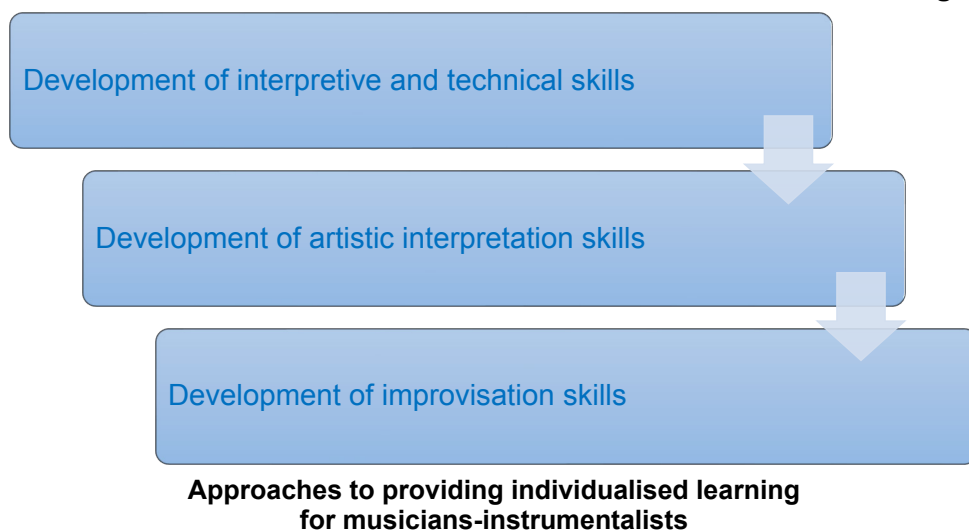 Development of interpretive and technical skills
Development of artistic interpretation skills
Development of improvisation skills
Approaches to providing individualised learning
for musicians-instrumentalists